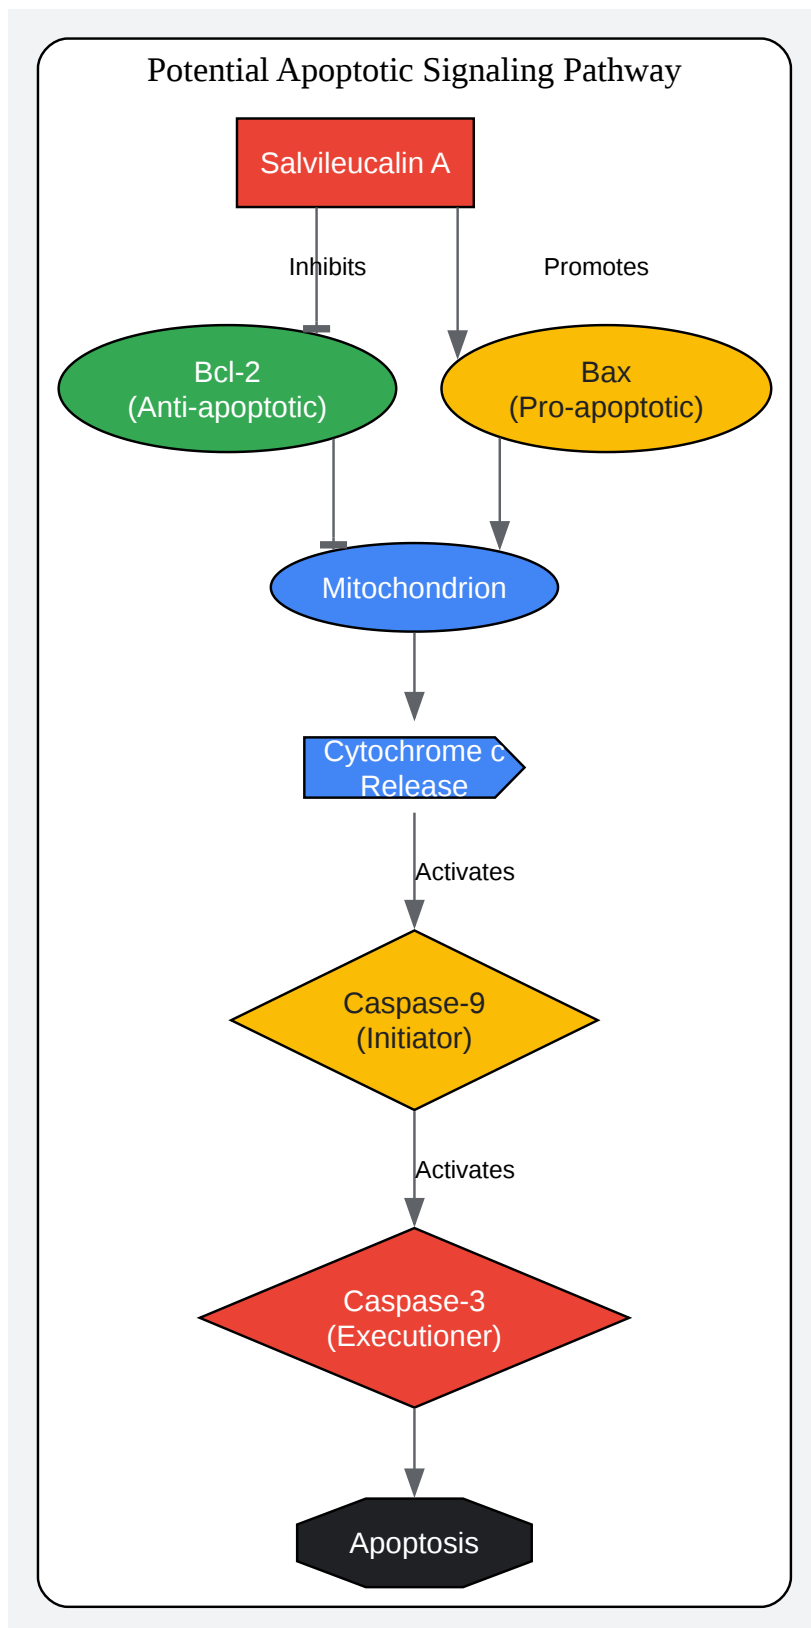 Potential Apoptotic Signaling Pathway
Salvileucalin A
Inhibits
Promotes
Bcl-2
(Anti-apoptotic)
Bax
(Pro-apoptotic)
Mitochondrion
Cytochrome c
Release
Activates
Caspase-9
(Initiator)
Activates
Caspase-3
(Executioner)
Apoptosis